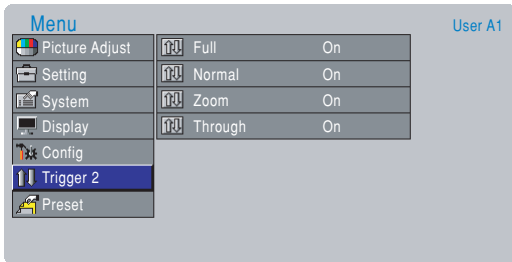 Menu
User A1
Picture Adjust
Full On
Setting
Normal On
System
Zoom On
Display
Through On
Config
Trigger 2
Preset